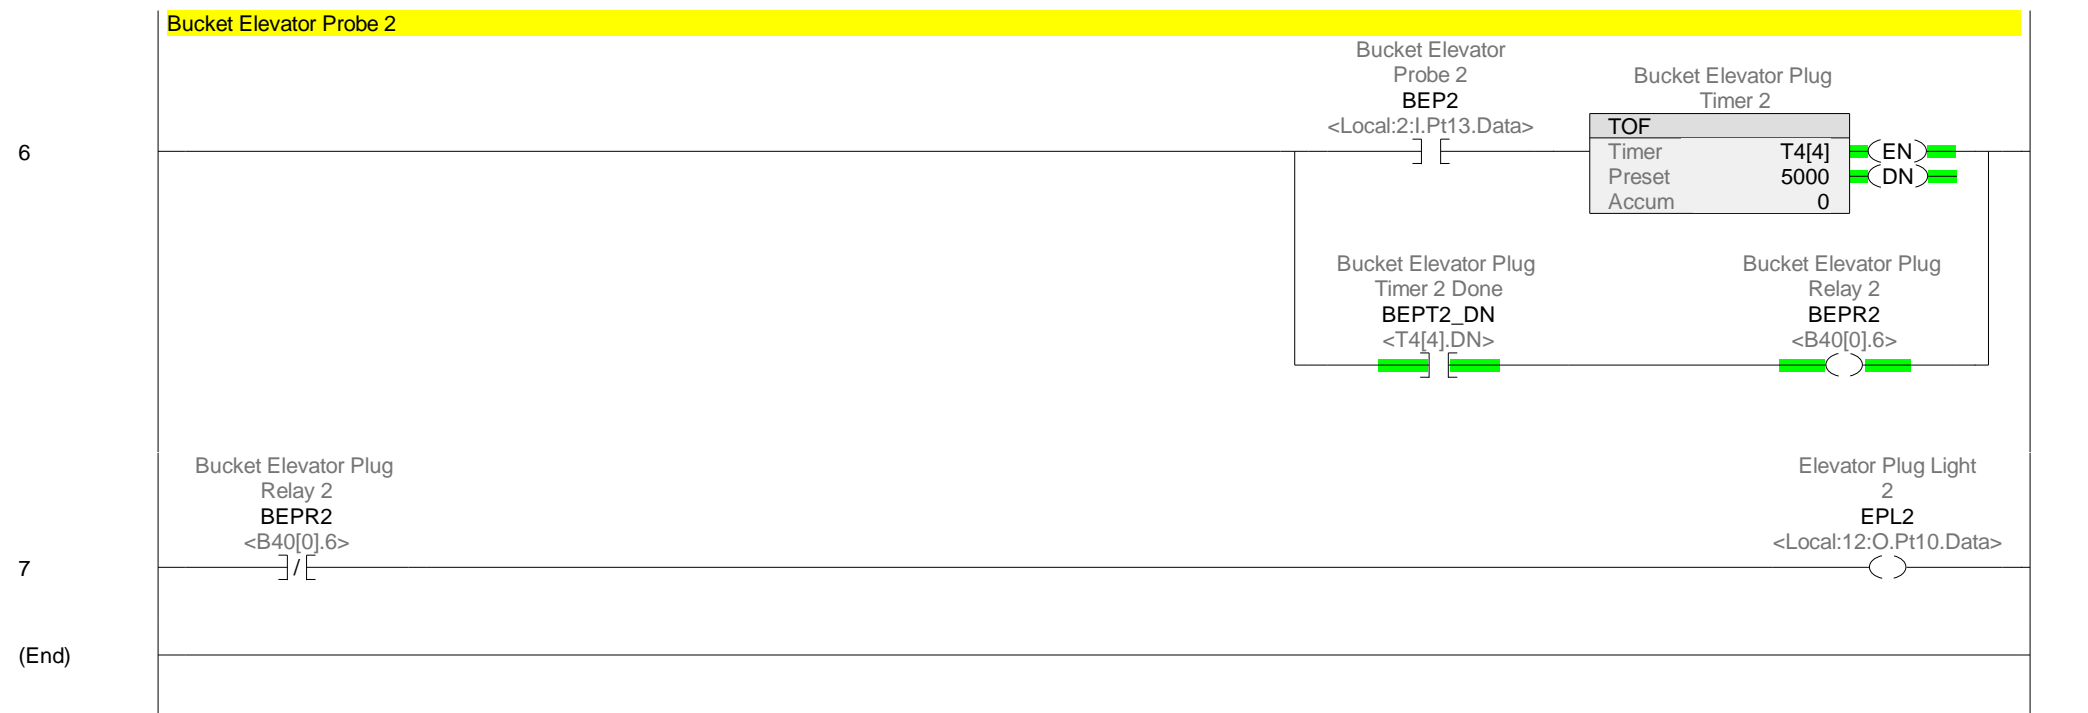 Bucket Elevator Probe 2
Bucket Elevator
Probe 2
BEP2
<Local:2:I.Pt13.Data>
Bucket Elevator Plug
Timer 2
TOF
Timer T4[4]
Preset 5000
Accum 0
EN
DN
6
Bucket Elevator Plug
Timer 2 Done
BEPT2_DN
<T4[4].DN>
Bucket Elevator Plug
Relay 2
BEPR2
<B40[0].6>
Bucket Elevator Plug
Relay 2
BEPR2
<B40[0].6>
Elevator Plug Light
2
EPL2
<Local:12:O.Pt10.Data>
7
(End)